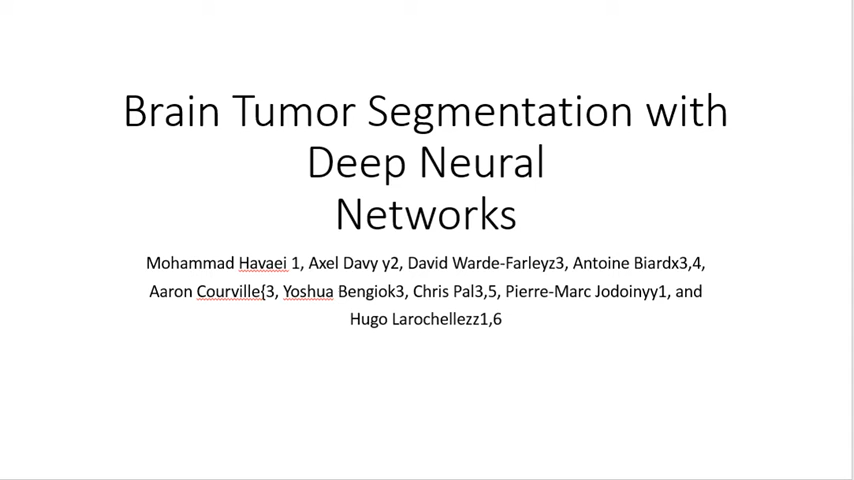 Brain Tumor Segmentation with
Deep Neural
Networks
Mohammad Havaei 1, Axel Davy y2, David Warde-Farleyz3, Antoine Biardx3,4,
Aaron Courville{3, Yoshua Bengiok3, Chris Pal3,5, Pierre-Marc Jodoinyy1, and
Hugo Larochellezz1,6